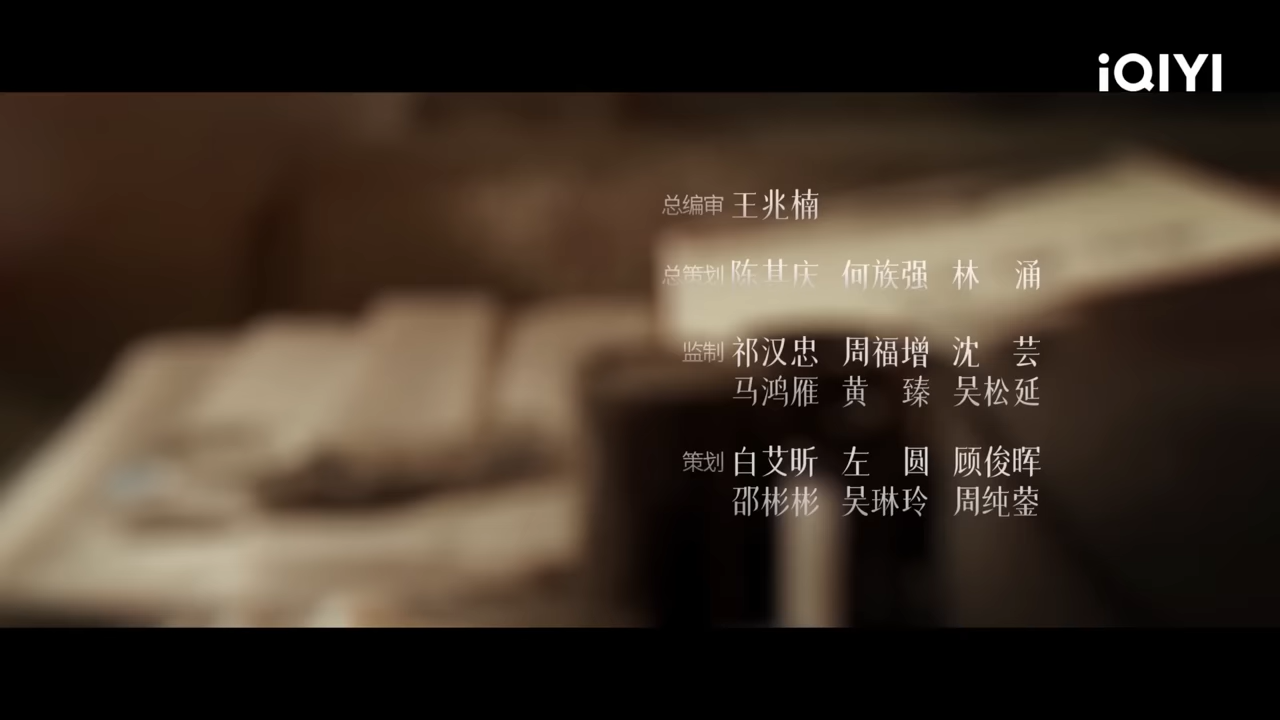 iQIYI
总编审 王兆楠
总策划 陈其庆 何族强 林 涌
监制 祁汉忠 周福增 沈 芸
马鸿雁 黄 臻 吴松延
策划 白艾昕 左 圆 顾俊晖
邵彬彬 吴琳玲 周纯蓥